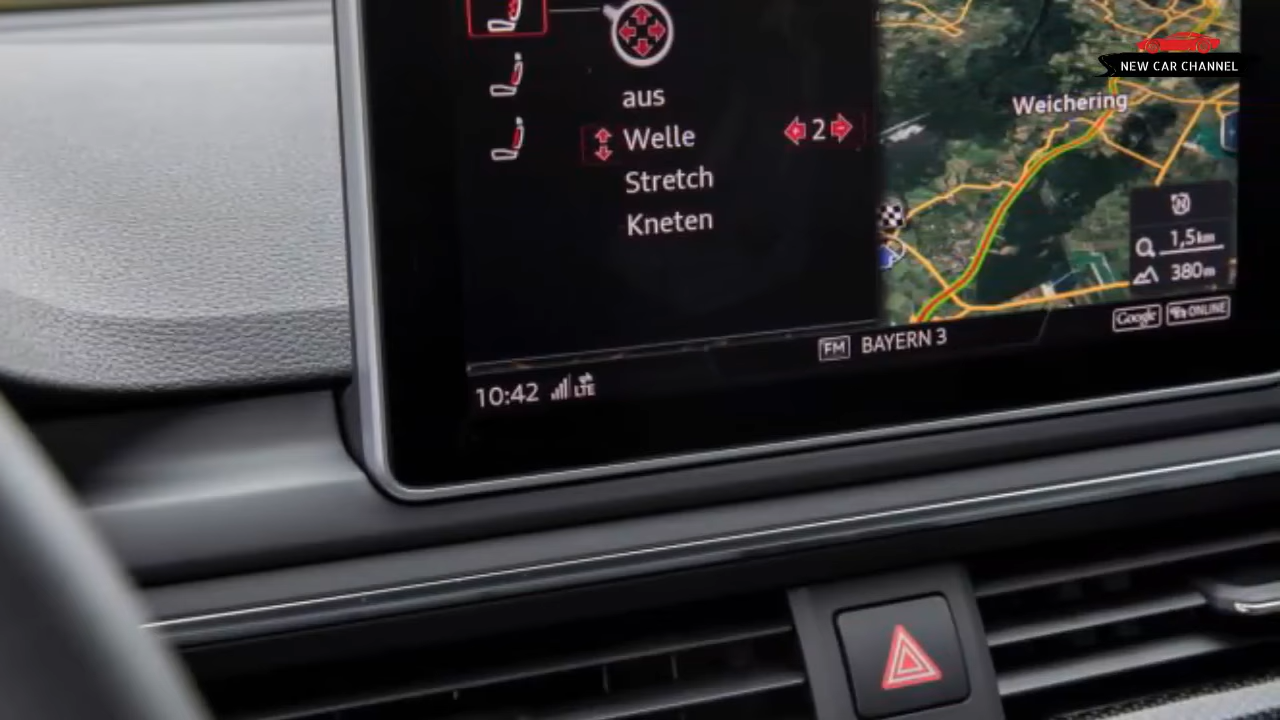 NEW CAR CHANNEL
aus
Welle
2
Stretch
Kneten
Weichering
N
1,5km
380m
Google
ONLINE
FM BAYERN 3
10:42 LTE